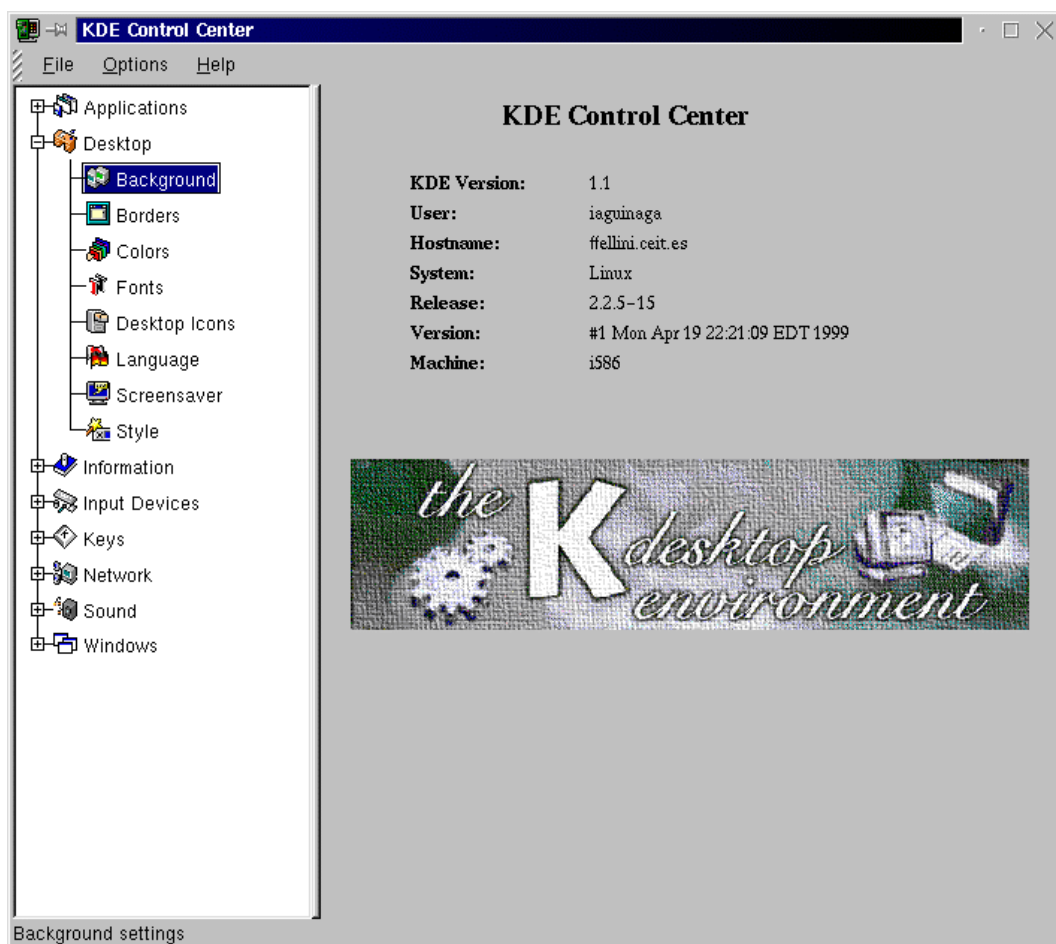 KDE Control Center
File Options Help
Applications
Desktop
Background
Borders
Colors
Fonts
Desktop Icons
Language
Screensaver
Style
Information
Input Devices
Keys
Network
Sound
Windows
KDE Control Center
KDE Version: 1.1
User: iaguinaga
Hostname: ffellini.ceit.es
System: Linux
Release: 2.2.5-15
Version: #1 Mon Apr 19 22:21:09 EDT 1999
Machine: i586
the K desktop
environment
Background settings